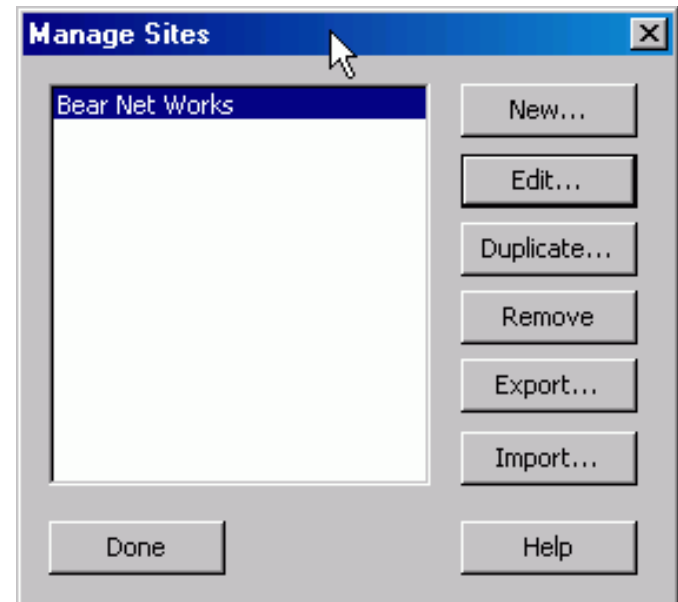 Manage Sites
Bear Net Works
New...
Edit...
Duplicate...
Remove
Export...
Import...
Done
Help